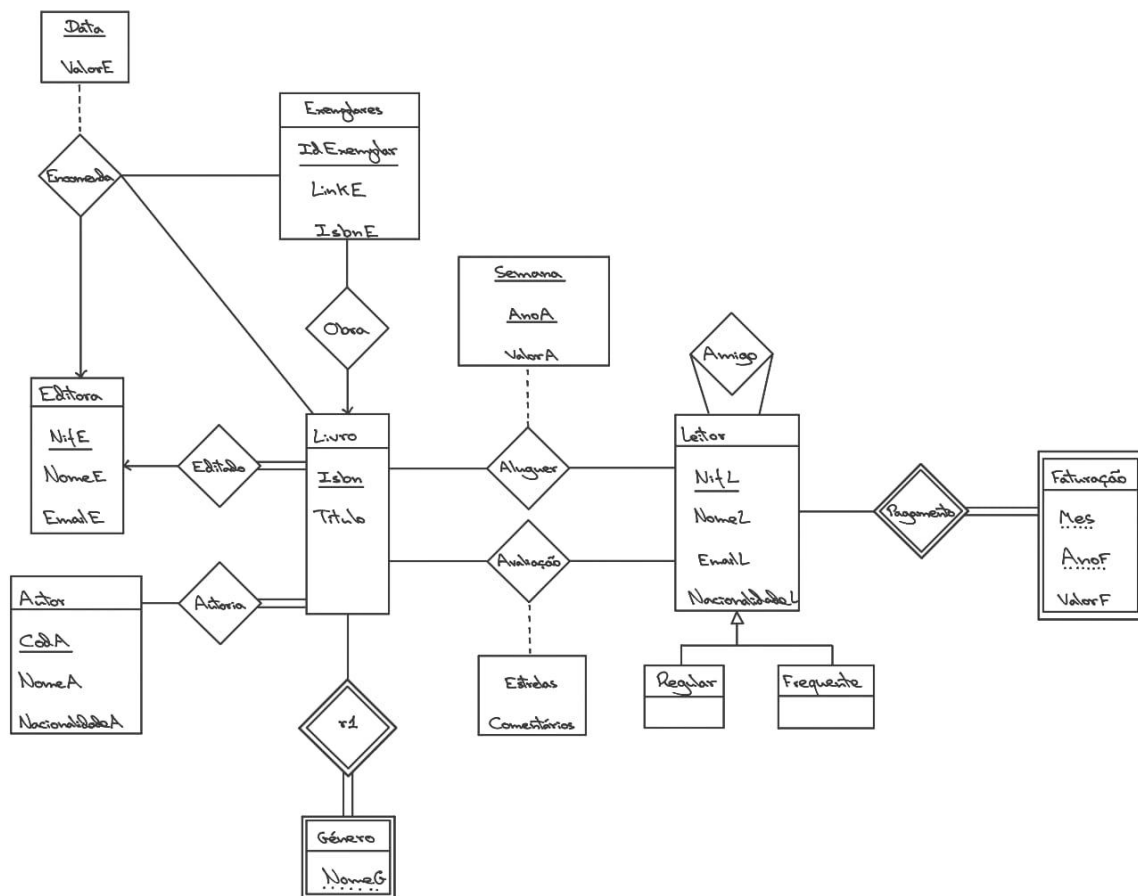 Data
ValorE
Exemplares
IdExemplar
LinkE
IsbnE
Encomenda
Semana
AnoA
ValorA
Obra
Amigo
Editora
NifE
NomeE
EmailE
Editado
Livro
Isbn
Título
Aluguer
Avaliação
Leitor
NifL
NomeL
EmailL
NacionalidadeL
Pagamento
Faturação
Mes
AnoF
ValorF
Autor
CodA
NomeA
NacionalidadeA
Autoria
r1
Estrelas
Comentários
Regular
Frequente
Género
NomeG